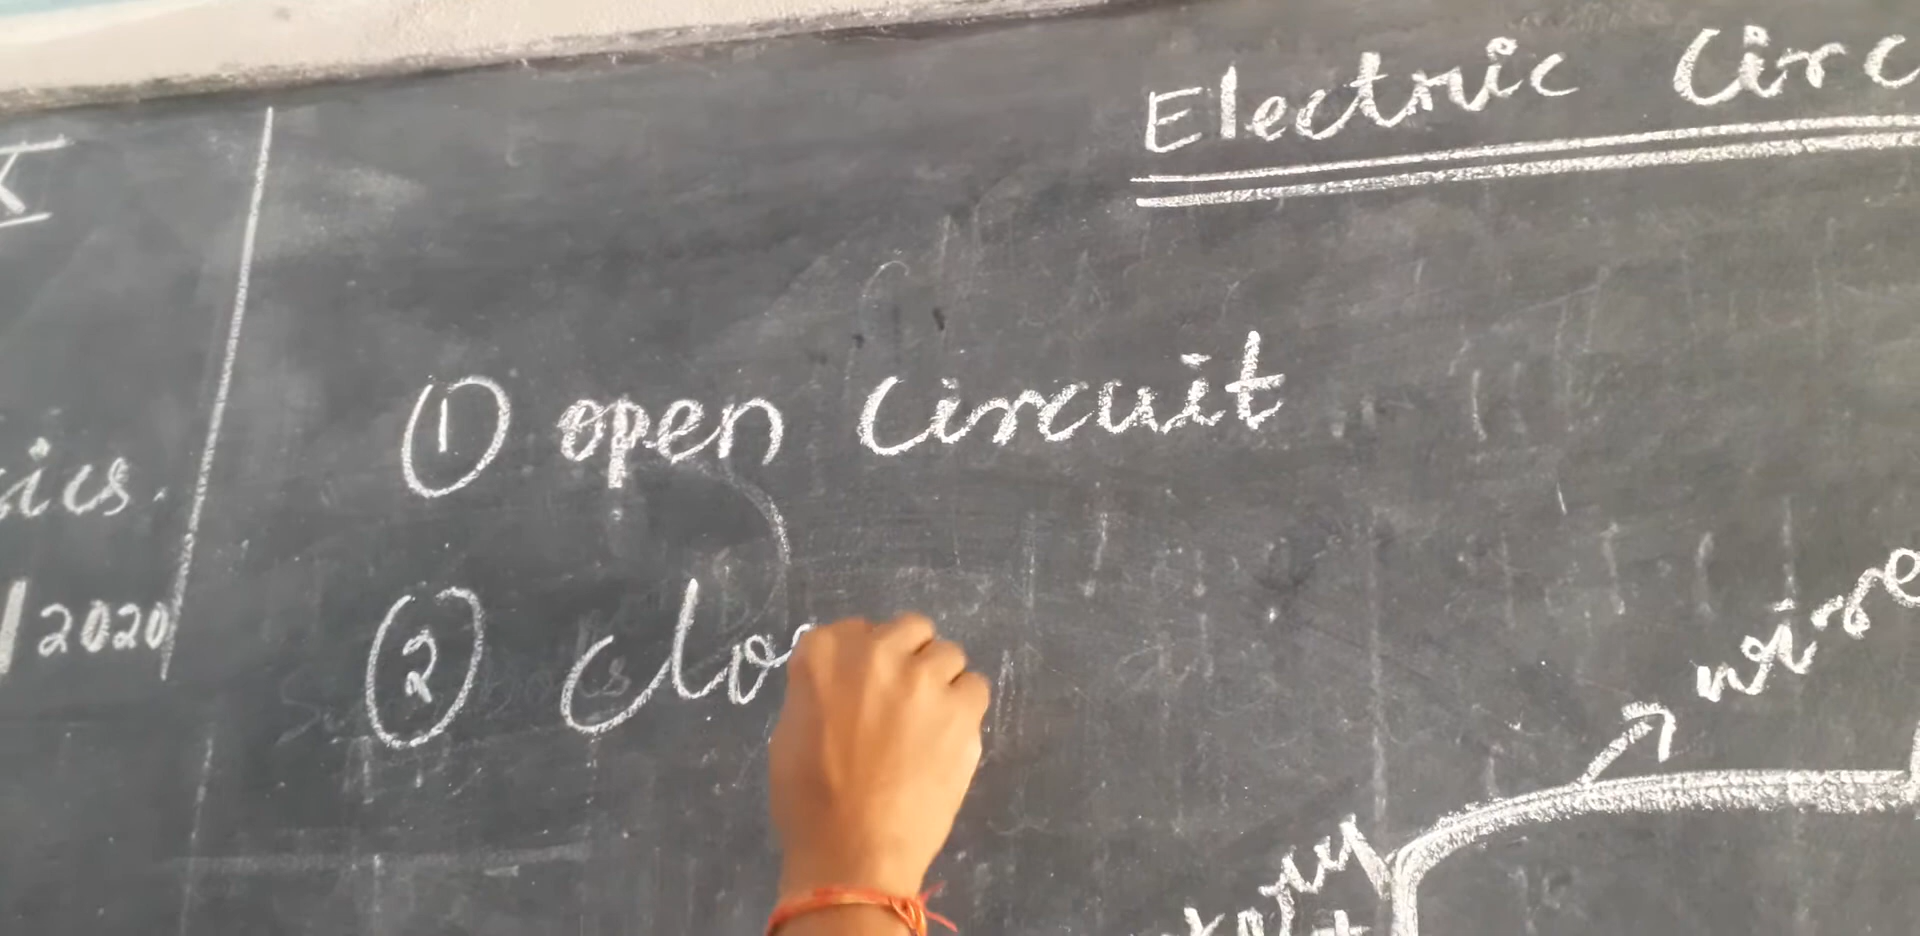 Electric Circ
X
① open Circuit
ics.
/2020
② Clo
wire
+